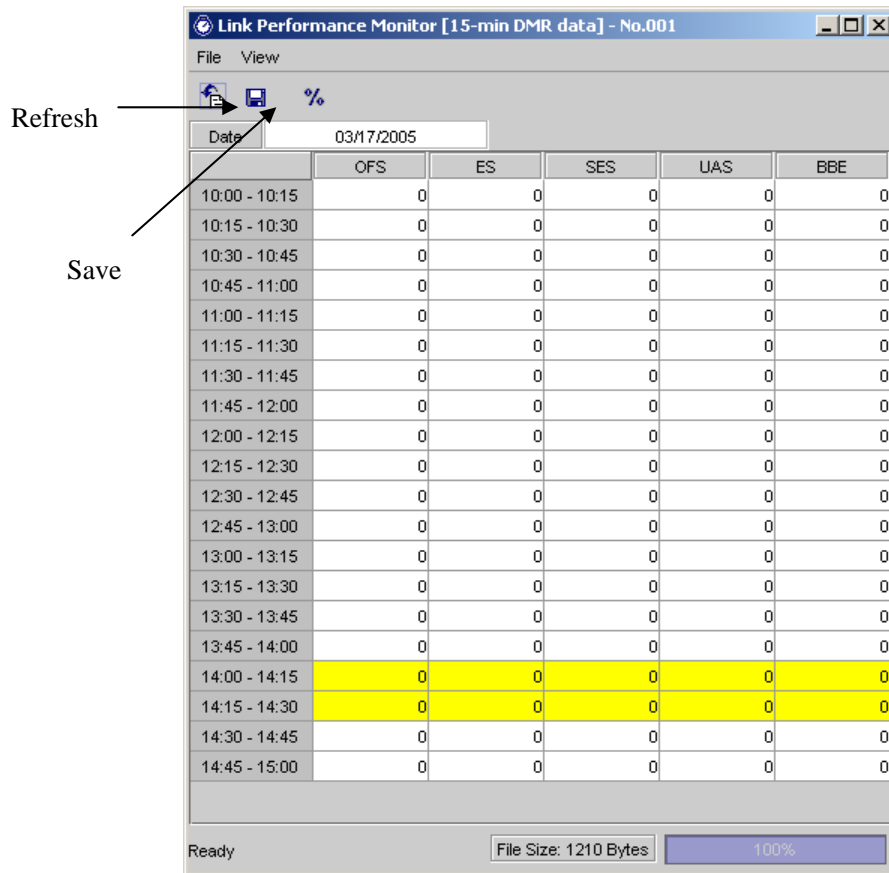 Link Performance Monitor [15-min DMR data] - No.001
File View
%
Refresh
Date 03/17/2005
OFS ES SES UAS BBE
10:00 - 10:15 0 0 0 0 0
10:15 - 10:30 0 0 0 0 0
10:30 - 10:45 0 0 0 0 0
Save
10:45 - 11:00 0 0 0 0 0
11:00 - 11:15 0 0 0 0 0
11:15 - 11:30 0 0 0 0 0
11:30 - 11:45 0 0 0 0 0
11:45 - 12:00 0 0 0 0 0
12:00 - 12:15 0 0 0 0 0
12:15 - 12:30 0 0 0 0 0
12:30 - 12:45 0 0 0 0 0
12:45 - 13:00 0 0 0 0 0
13:00 - 13:15 0 0 0 0 0
13:15 - 13:30 0 0 0 0 0
13:30 - 13:45 0 0 0 0 0
13:45 - 14:00 0 0 0 0 0
14:00 - 14:15 0 0 0 0 0
14:15 - 14:30 0 0 0 0 0
14:30 - 14:45 0 0 0 0 0
14:45 - 15:00 0 0 0 0 0
Ready File Size: 1210 Bytes 100%